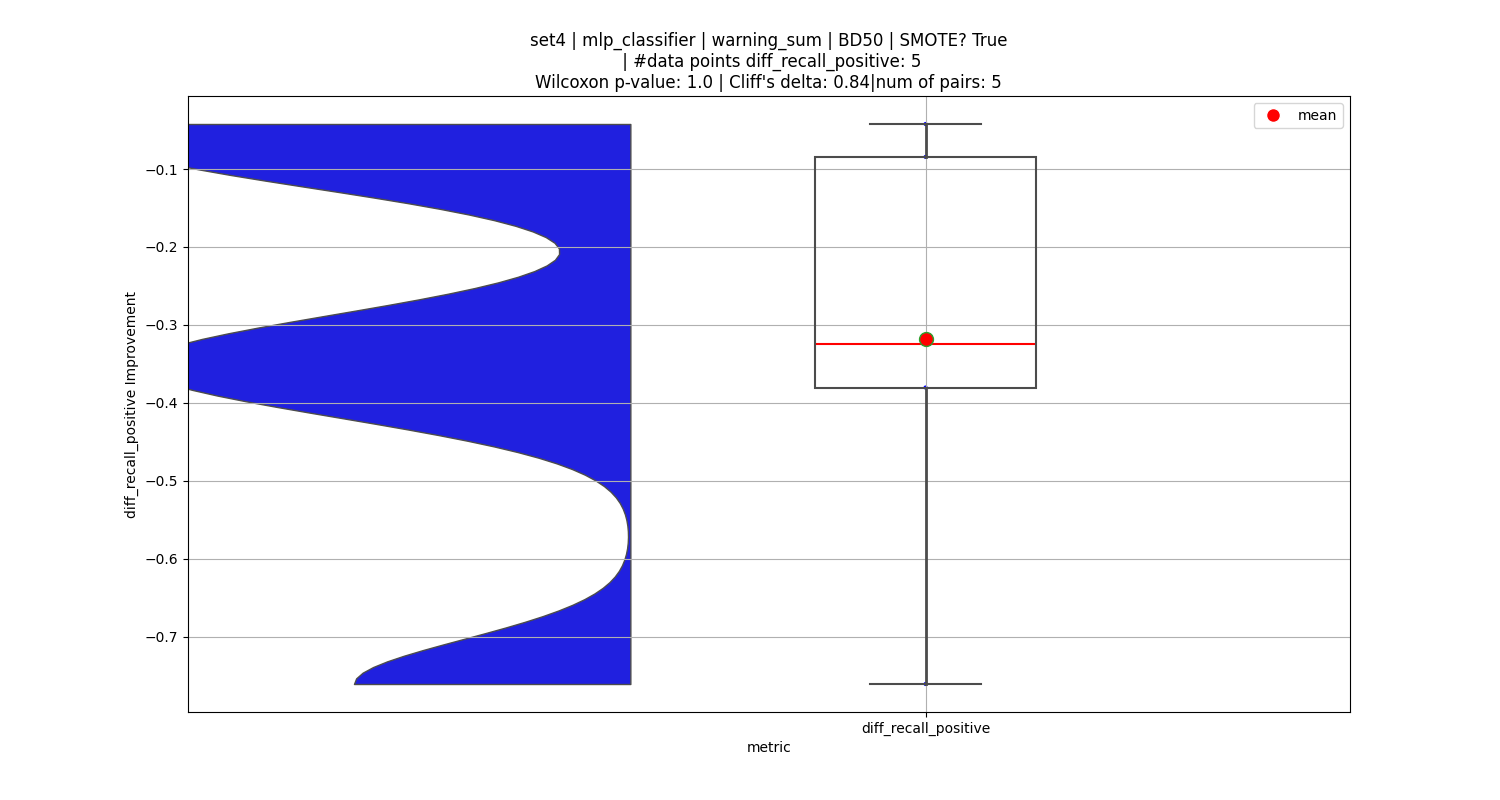 set4 | mlp_classifier | warning_sum | BD50 | SMOTE? True
| #data points diff_recall_positive: 5
Wilcoxon p-value: 1.0 | Cliff's delta: 0.84|num of pairs: 5
mean
−0.1
−0.2
−0.3
−0.4
−0.5
−0.6
−0.7
diff_recall_positive Improvement
diff_recall_positive
metric